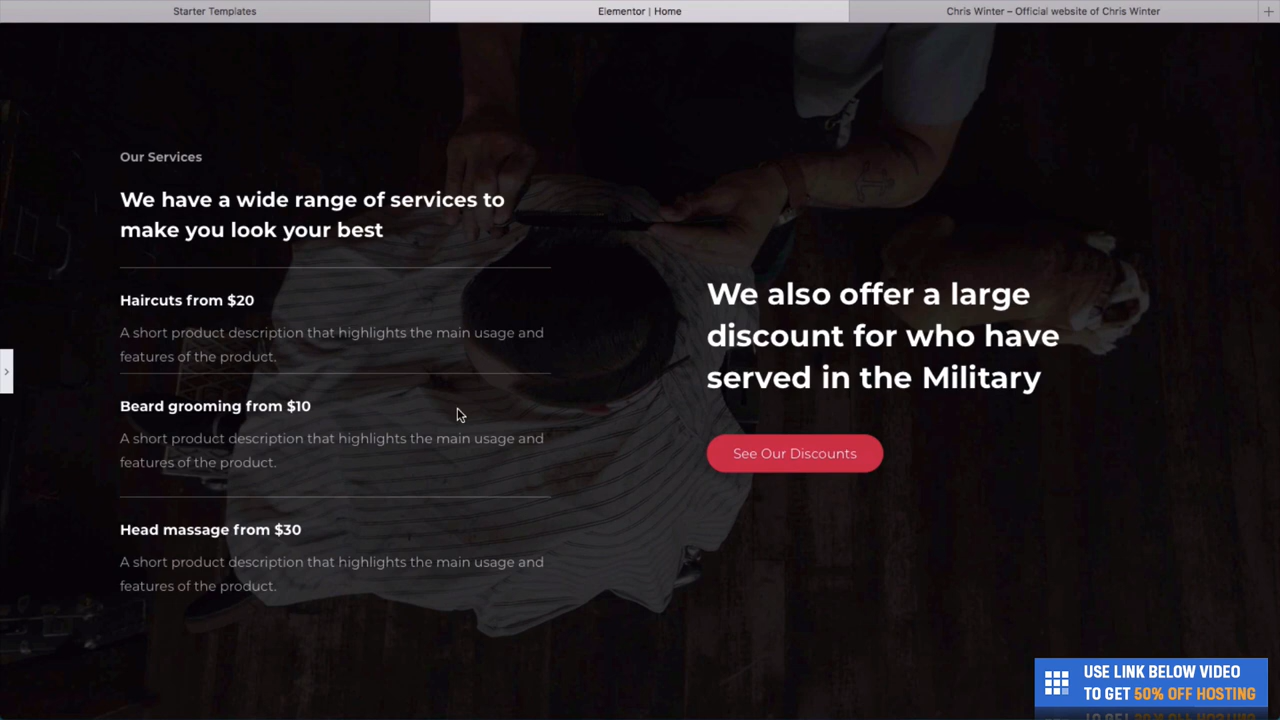 Starter Templates
Elementor | Home
Chris Winter – Official website of Chris Winter
Our Services
We have a wide range of services to
make you look your best
Haircuts from $20
A short product description that highlights the main usage and
features of the product.
Beard grooming from $10
A short product description that highlights the main usage and
features of the product.
Head massage from $30
A short product description that highlights the main usage and
features of the product.
We also offer a large
discount for who have
served in the Military
See Our Discounts
USE LINK BELOW VIDEO
TO GET 50% OFF HOSTING